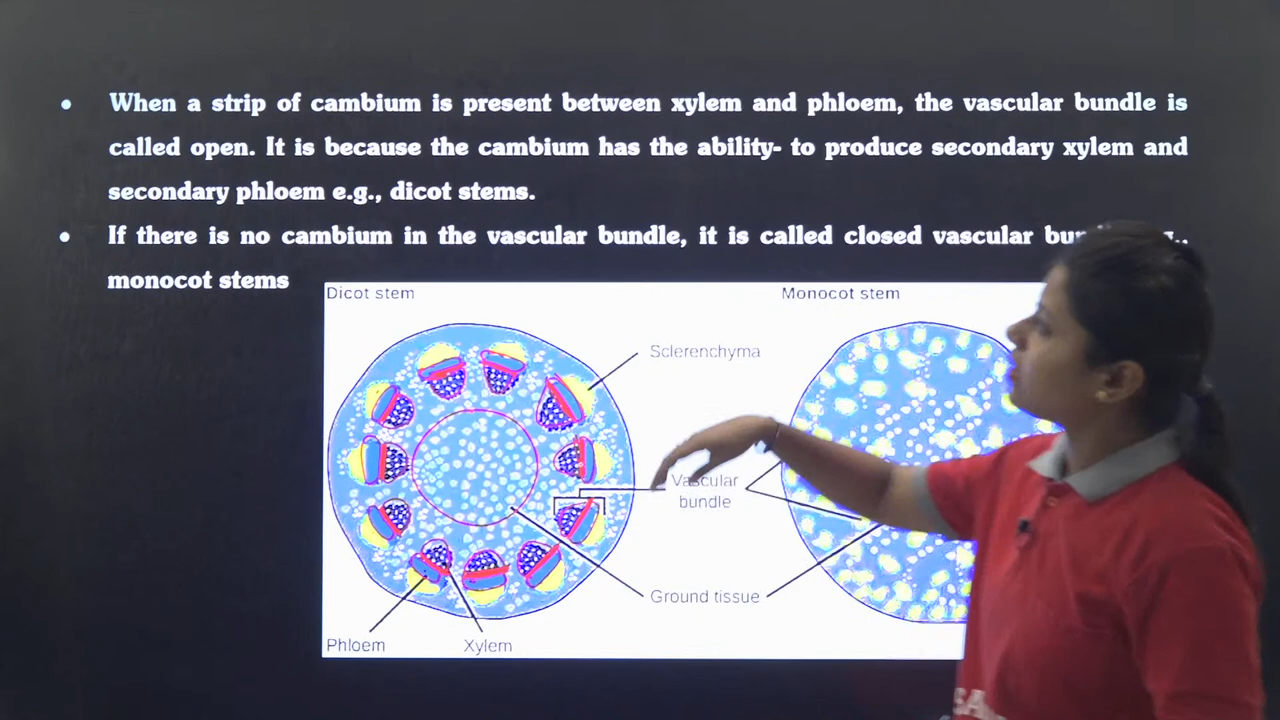 When a strip of cambium is present between xylem and phloem, the vascular bundle is
called open. It is because the cambium has the ability- to produce secondary xylem and
secondary phloem e.g., dicot stems.
If there is no cambium in the vascular bundle, it is called closed vascular
monocot stems
Dicot stem
Monocot stem
Sclerenchyma
Vascular
bundle
Ground tissue
Phloem
Xylem